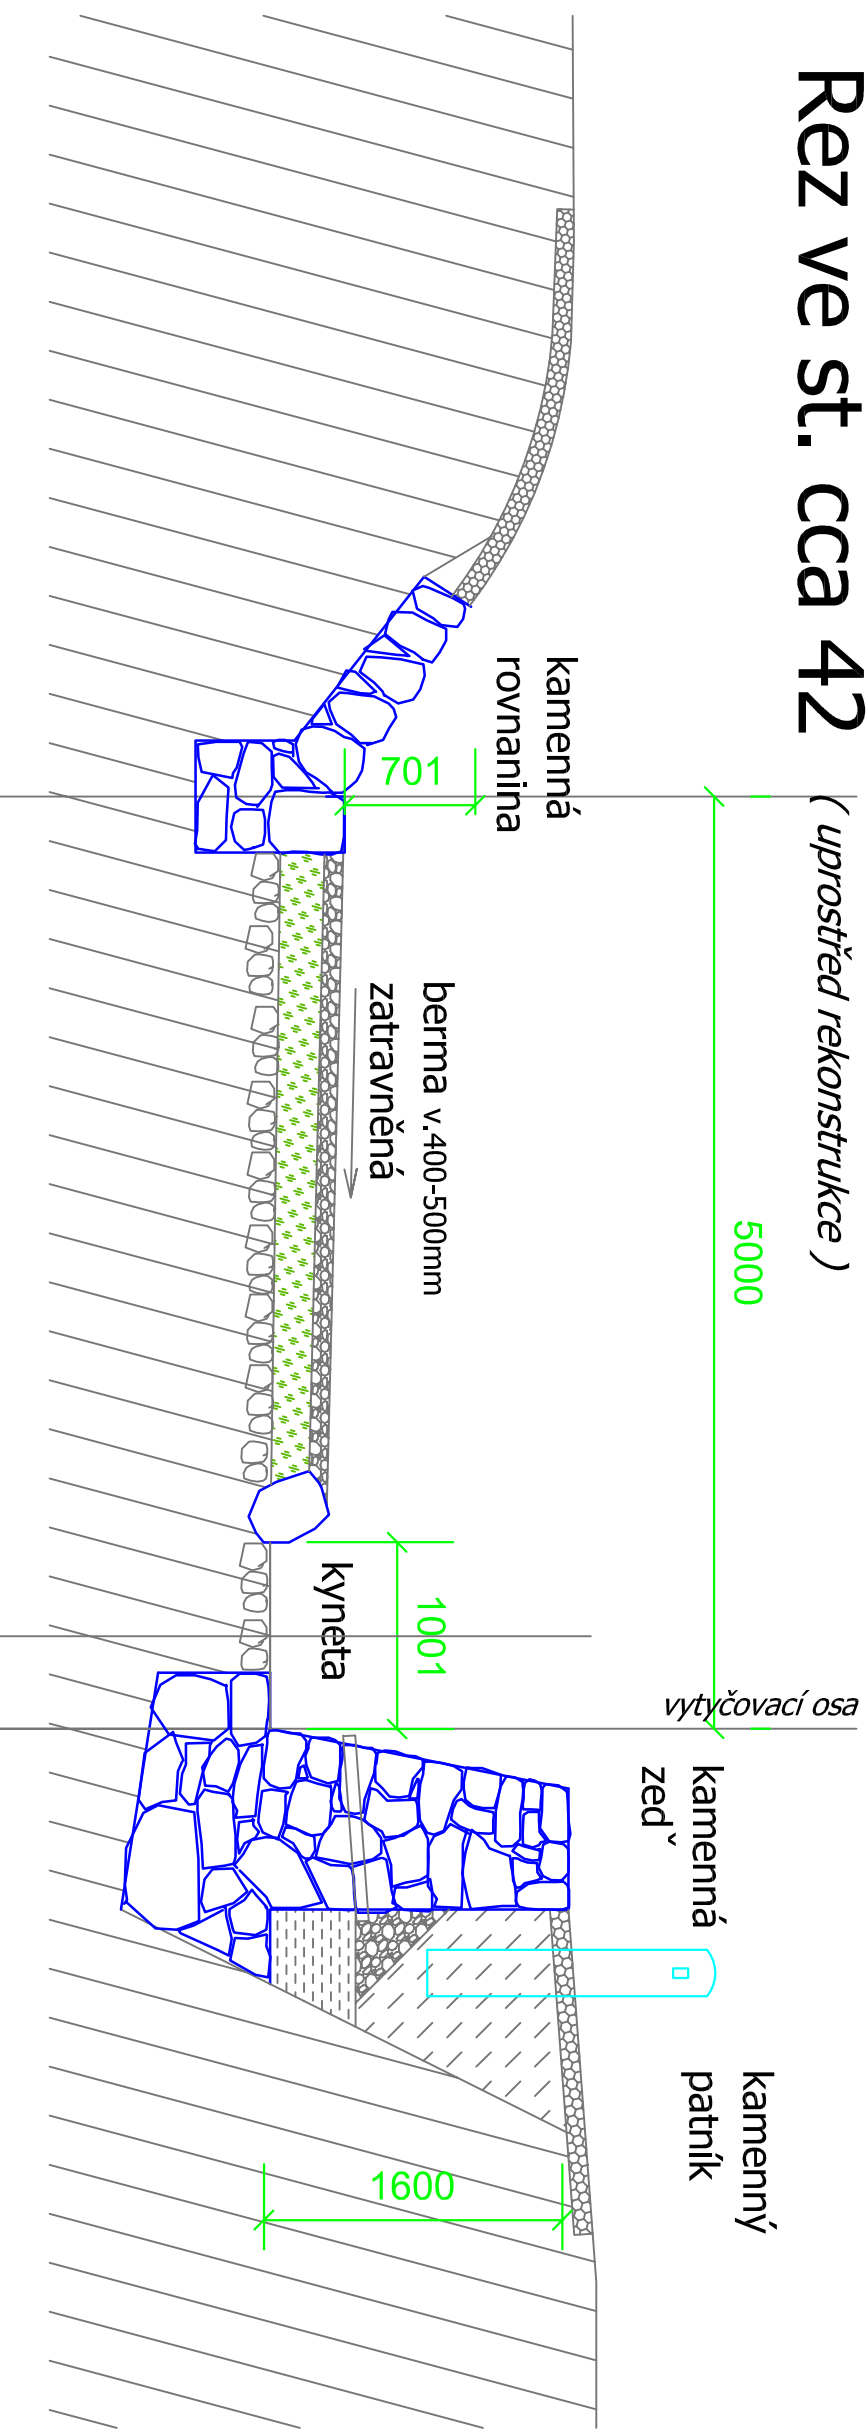 Rez ve st. cca 42
( uprostřed rekonstrukce )
5000
vytyčovací osa
kamenná
rovnanina
701
berma v.400-500mm
zatravněná
1001
kyneta
kamenná
zeď
kamenný
patník
1600